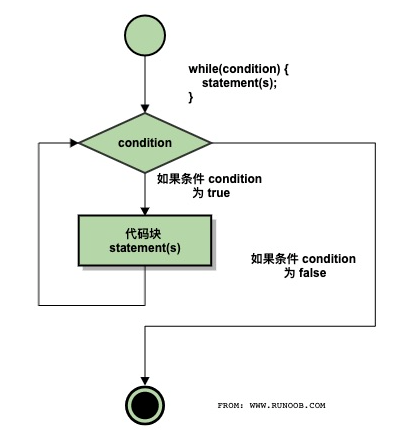 while(condition) {
statement(s);
}
condition
如果条件 condition
为 true
代码块
statement(s)
如果条件 condition
为 false
FROM: WWW.RUNOOB.COM